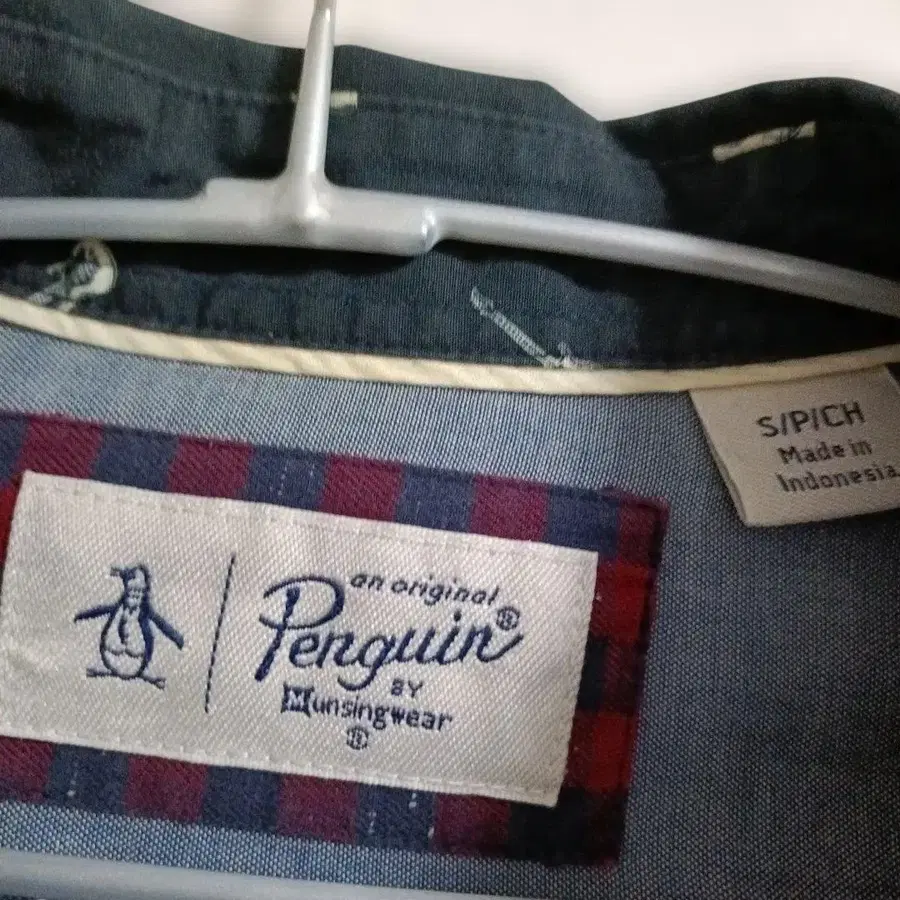 S/P/CH
Made in
Indonesia
an original
Penguin®
BY
Munsingwear
®